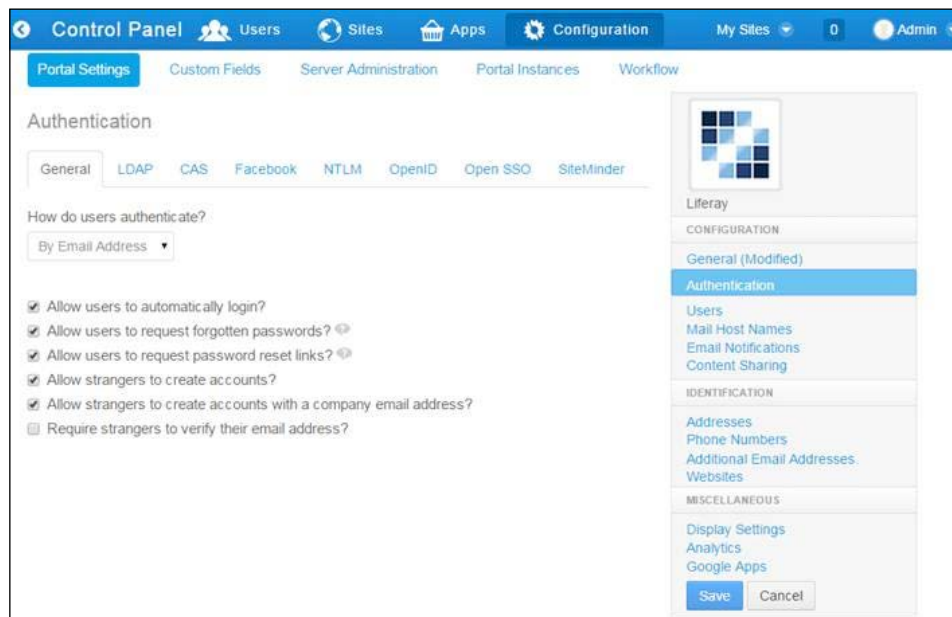 Control Panel Users Sites Apps Configuration My Sites 0 Admin
Portal Settings Custom Fields Server Administration Portal Instances Workflow
Authentication
General LDAP CAS Facebook NTLM OpenID Open SSO SiteMinder
How do users authenticate?
By Email Address
Allow users to automatically login?
Allow users to request forgotten passwords?
Allow users to request password reset links?
Allow strangers to create accounts?
Allow strangers to create accounts with a company email address?
Require strangers to verify their email address?
Liferay
CONFIGURATION
General (Modified)
Authentication
Users
Mail Host Names
Email Notifications
Content Sharing
IDENTIFICATION
Addresses
Phone Numbers
Additional Email Addresses.
Websites
MISCELLANEOUS
Display Settings
Analytics
Google Apps
Save Cancel